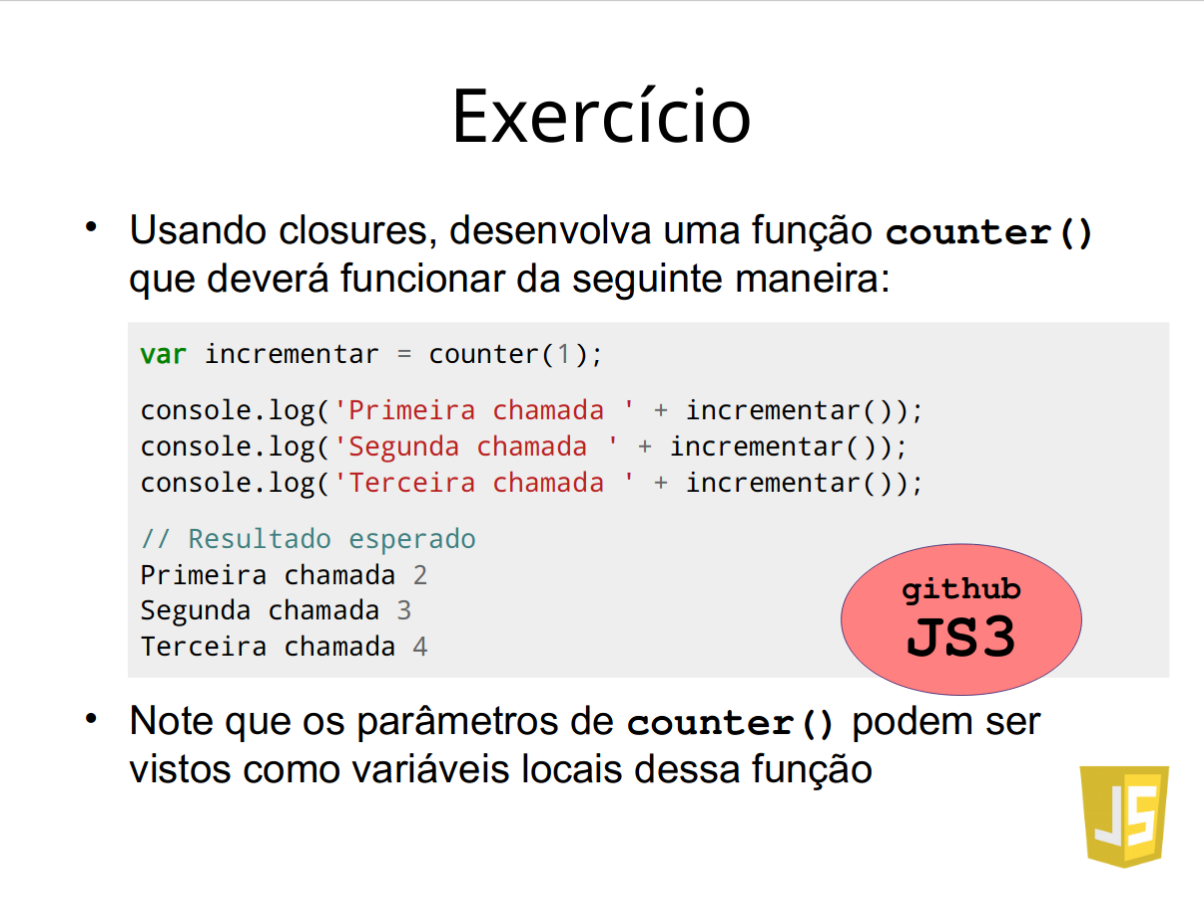 Exercício
• Usando closures, desenvolva uma função counter()
que deverá funcionar da seguinte maneira:
var incrementar = counter(1);
console.log('Primeira chamada ' + incrementar());
console.log('Segunda chamada ' + incrementar());
console.log('Terceira chamada ' + incrementar());
// Resultado esperado
Primeira chamada 2
Segunda chamada 3
Terceira chamada 4
github
JS3
• Note que os parâmetros de counter() podem ser
vistos como variáveis locais dessa função
JS